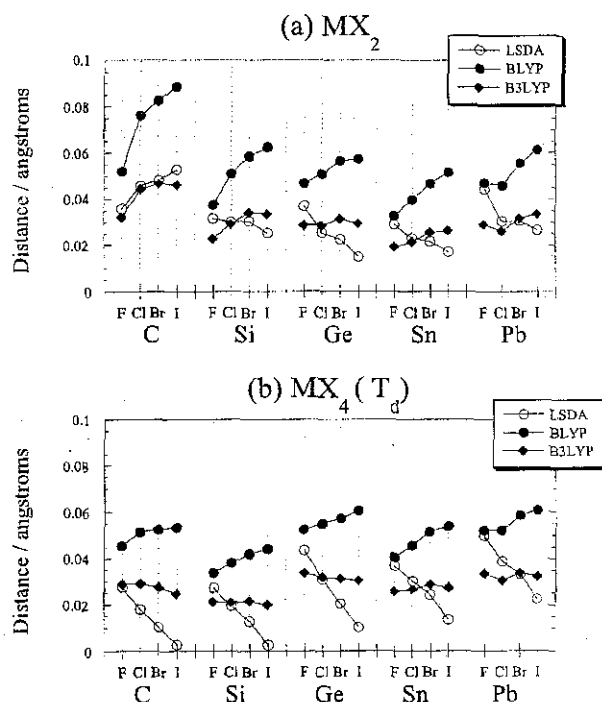 (a) MX2
LSDA
BLYP
B3LYP
Distance / angstroms
0.1
0.08
0.06
0.04
0.02
0
F Cl Br I F Cl Br I F Cl Br I F Cl Br I F Cl Br I
C Si Ge Sn Pb
(b) MX4 (Td)
LSDA
BLYP
B3LYP
Distance / angstroms
0.1
0.08
0.06
0.04
0.02
0
F Cl Br I F Cl Br I F Cl Br I F Cl Br I F Cl Br I
C Si Ge Sn Pb